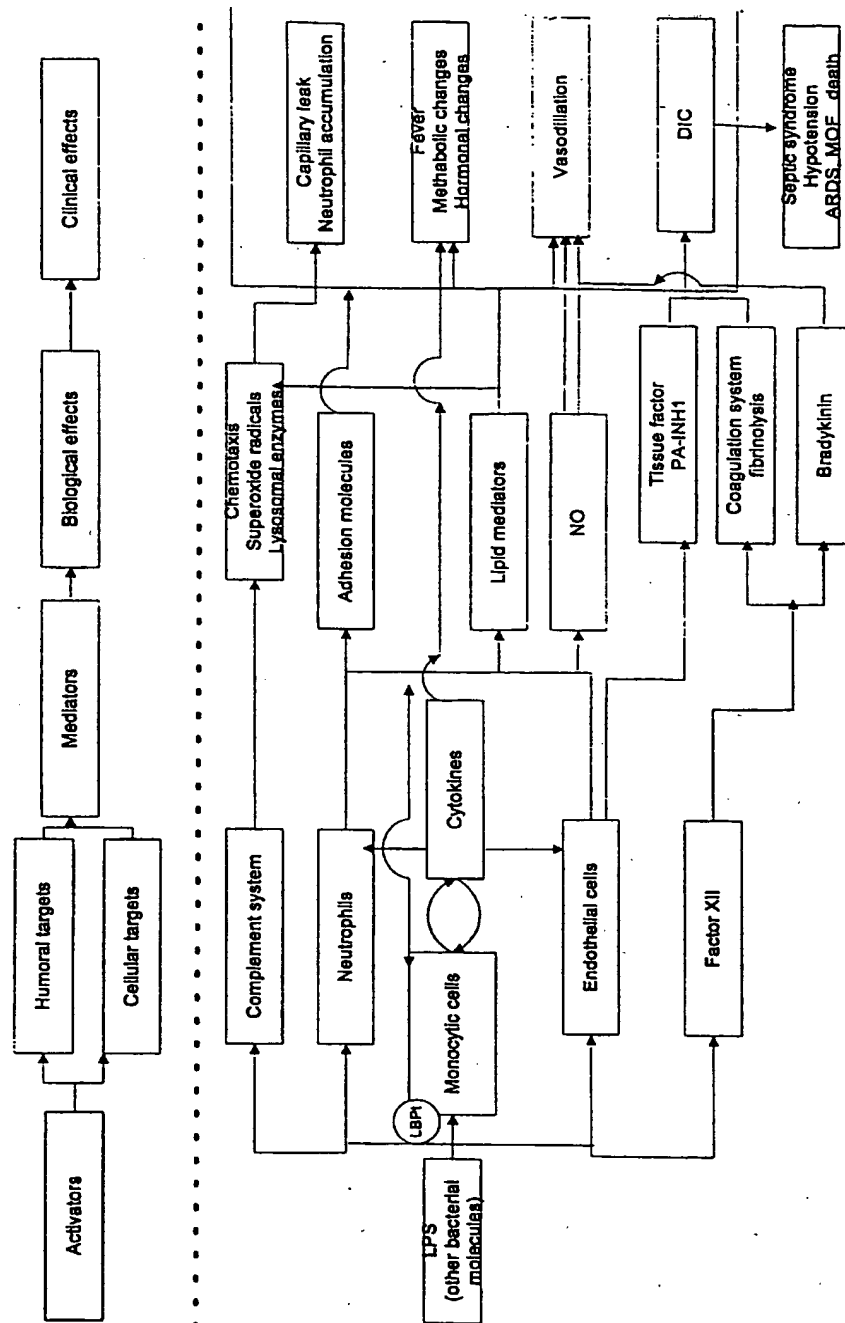 Activators
Humoral targets
Cellular targets
Mediators
Biological effects
Clinical effects
LPS
(other bacterial
molecules)
LBPt
Complement system
Neutrophils
Monocytic cells
Cytokines
Endothelial cells
Factor XII
Chemotaxis
Superoxide radicals
Lysosomal enzymes
Adhesion molecules
Lipid mediators
NO
Tissue factor
PA-INH1
Coagulation system
fibrinolysis
Bradykinin
Capillary leak
Neutrophil accumulation
Fever
Methabolic changes
Hormonal changes
Vasodillation
DIC
Septic syndrome
Hypotension
ARDS MOF death